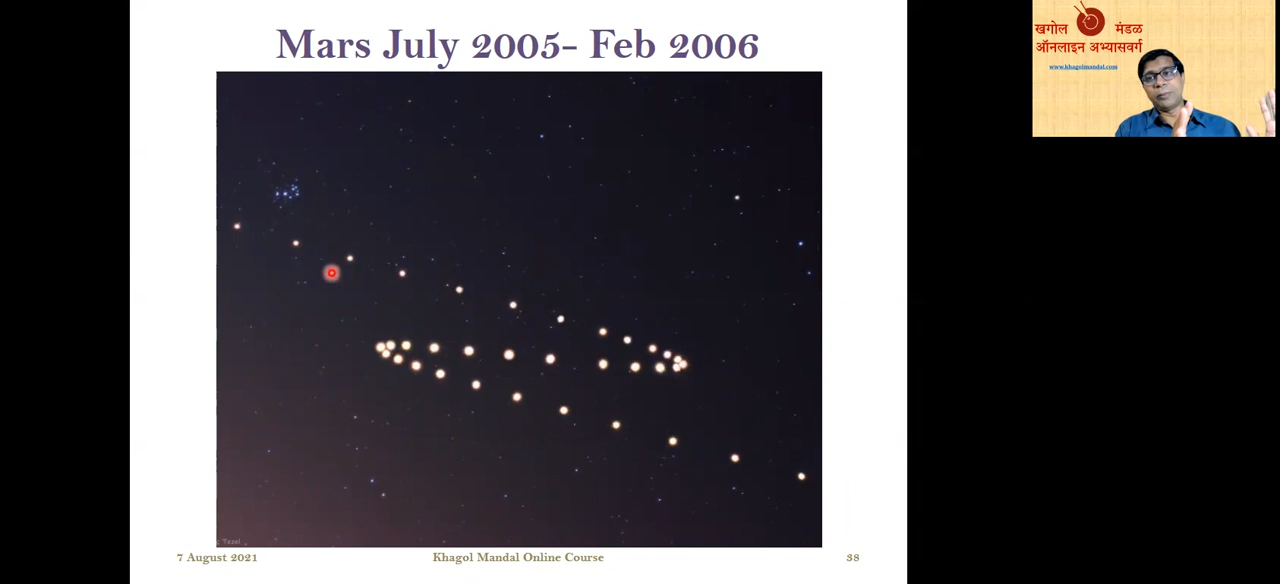 Mars July 2005- Feb 2006
खगोल मंडळ
ऑनलाइन अभ्यासवर्ग
www.khagolmandal.com
Tezel
7 August 2021
Khagol Mandal Online Course
38